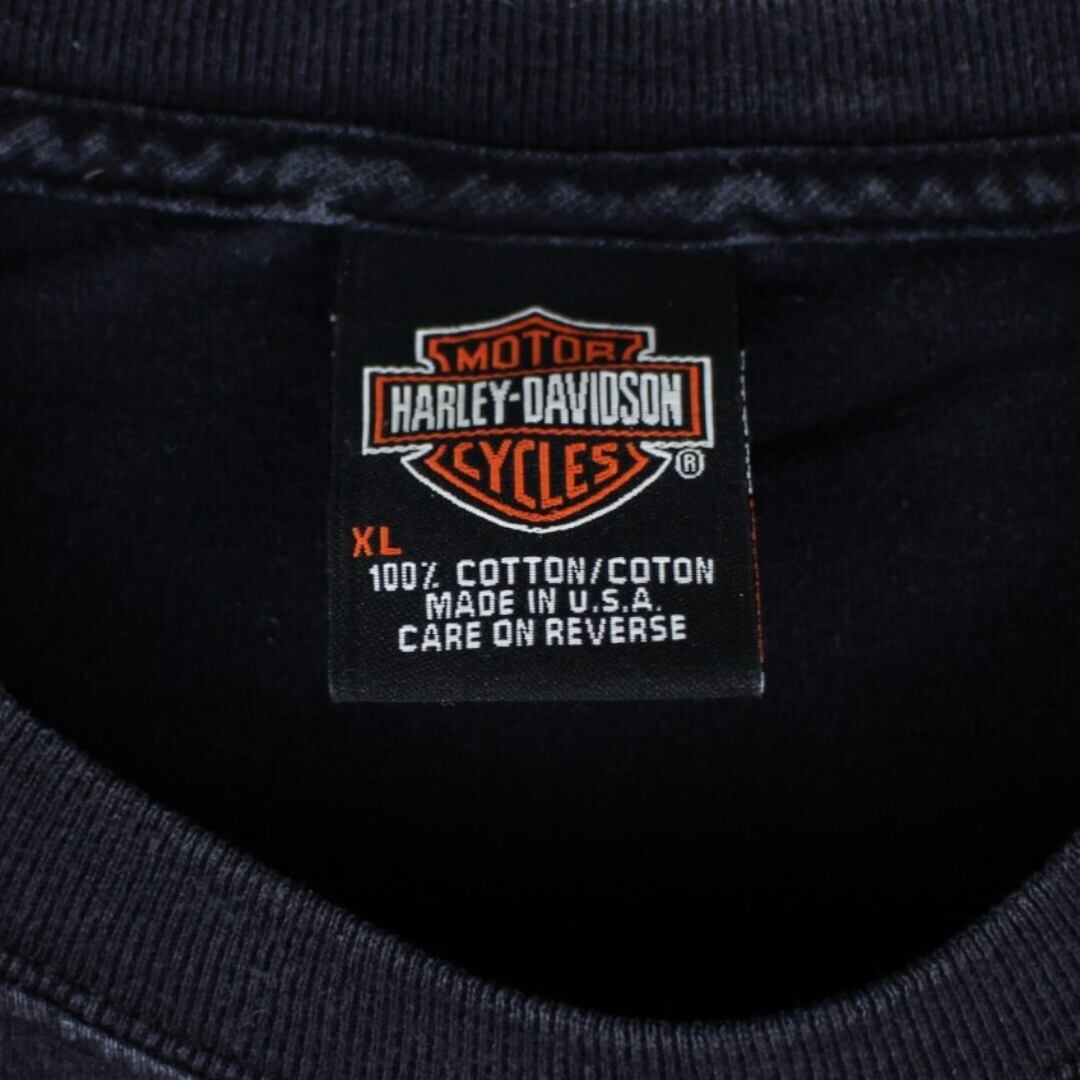 MOTOR
HARLEY-DAVIDSON
CYCLES
®
XL
100% COTTON/COTON
MADE IN U.S.A.
CARE ON REVERSE